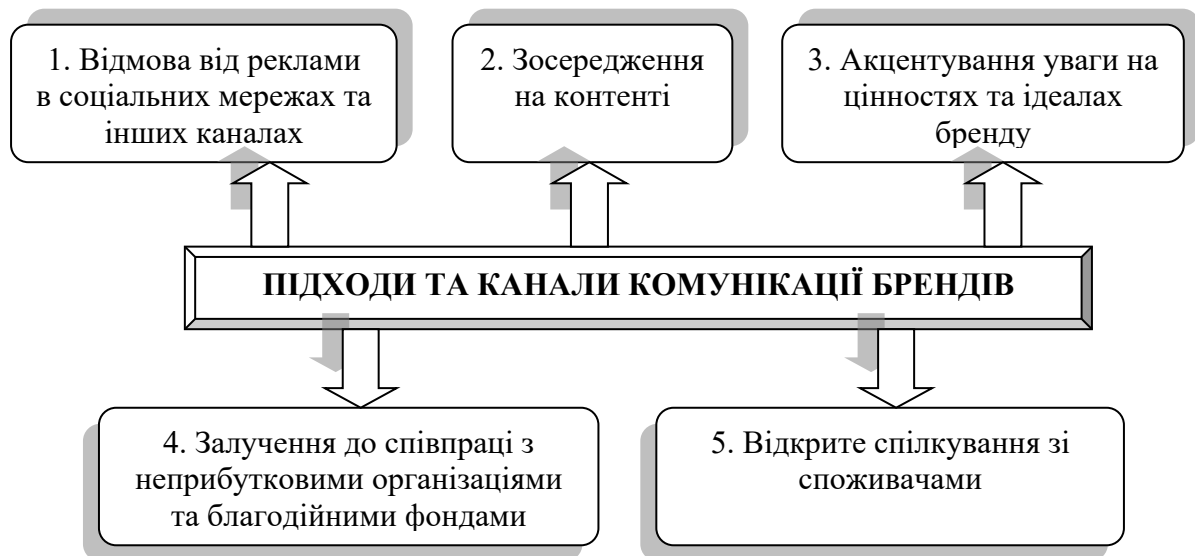 1. Відмова від реклами
в соціальних мережах та
інших каналах
2. Зосередження
на контенті
3. Акцентування уваги на
цінностях та ідеалах
бренду
ПІДХОДИ ТА КАНАЛИ КОМУНІКАЦІЇ БРЕНДІВ
4. Залучення до співпраці з
неприбутковими організаціями
та благодійними фондами
5. Відкрите спілкування зі
споживачами